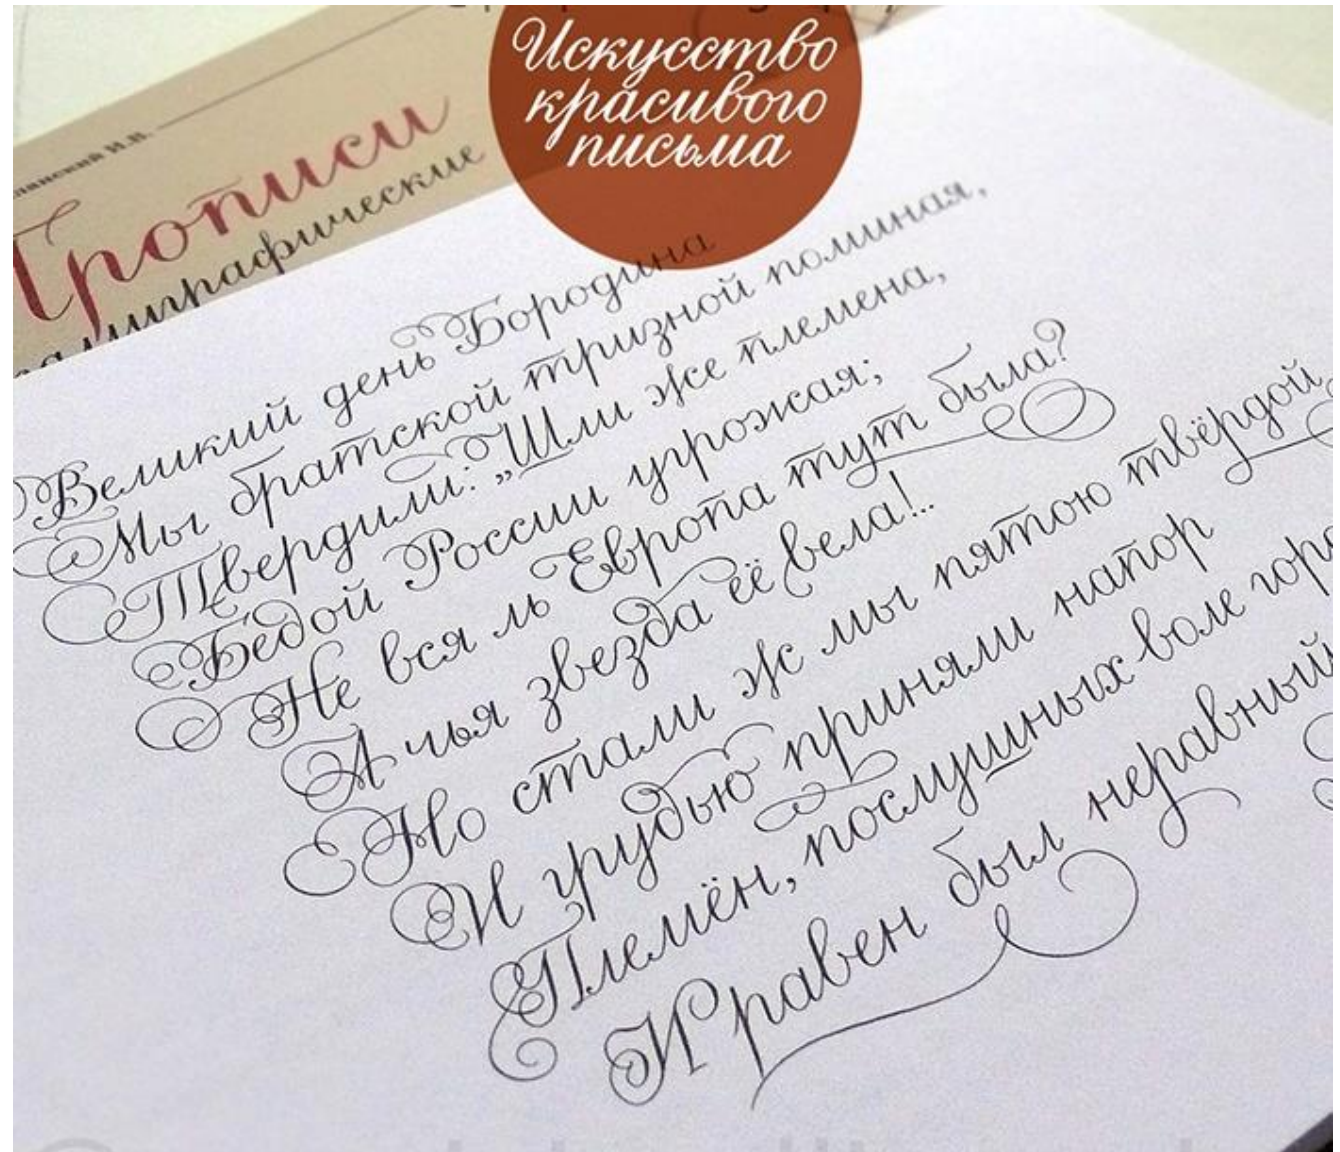 Искусство
красивого
письма
Прописи
каллиграфические
Великий день Бородина
Мы братской тризной поминая,
Твердили: „Шли же племена,
Бедой России угрожая;
Не вся ль Европа тут была?
А чья звезда её вела!..
Но стали ж мы пятою твёрдой
И грудью приняли напор
Племён, послушных воле гор
И равен был неравный